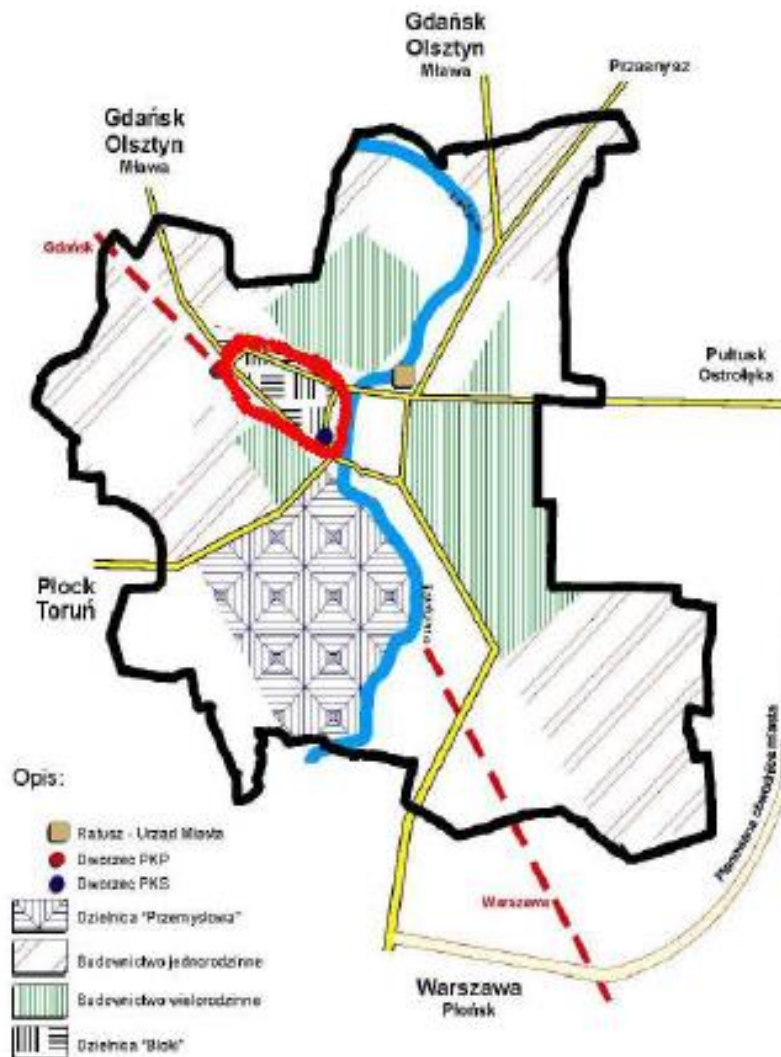 Gdańsk
Olsztyn
Mława
Przasnysz
Gdańsk
Olsztyn
Mława
Gdańsk
Pułtusk
Ostrołęka
Płock
Toruń
Opis:
Ratusz - Urząd Miasta
Dworzec PKP
Dworzec PKS
Dzielnica "Przemysłowa"
Budownictwo jednorodzinne
Budownictwo wielorodzinne
Dzielnica "Bloki"
Warszawa
Planowana obwodnica miasta
Warszawa
Płońsk